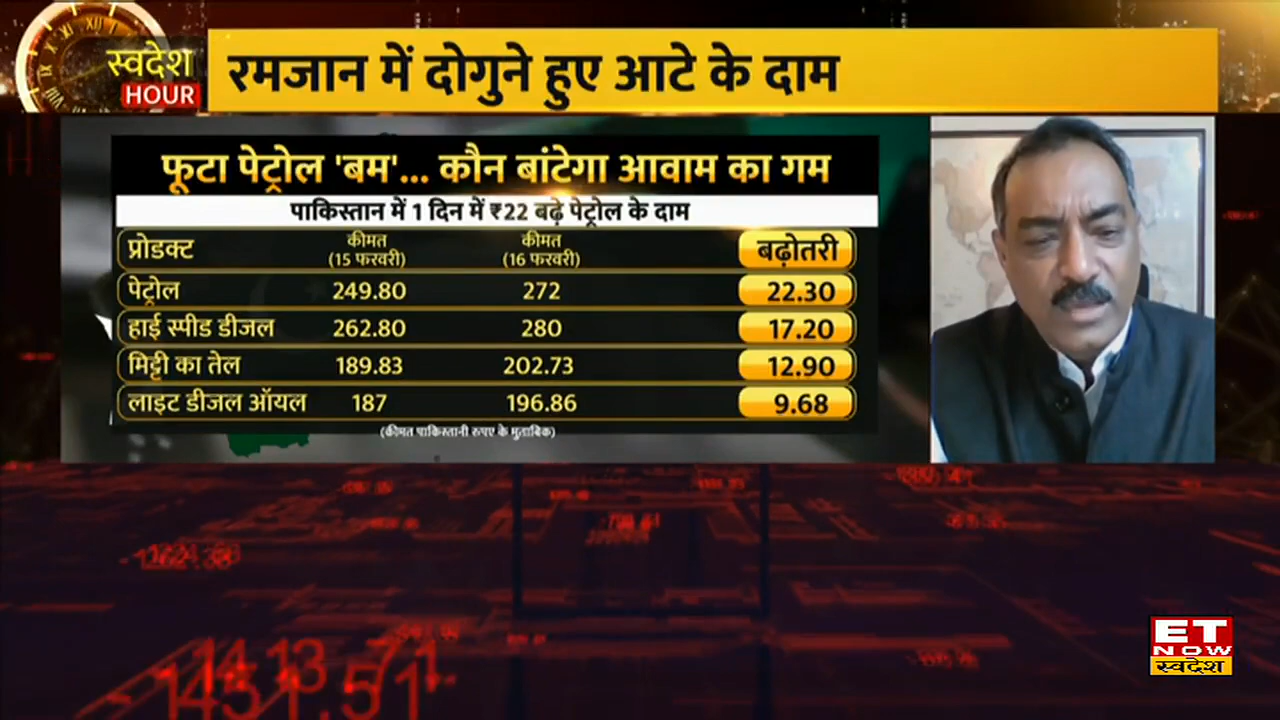 स्वदेश
HOUR
रमजान में दोगुने हुए आटे के दाम
फूटा पेट्रोल 'बम'... कौन बांटेगा आवाम का गम
पाकिस्तान में 1 दिन में ₹22 बढ़े पेट्रोल के दाम
प्रोडक्ट कीमत (15 फरवरी) कीमत (16 फरवरी) बढ़ोतरी
पेट्रोल 249.80 272 22.30
हाई स्पीड डीजल 262.80 280 17.20
मिट्टी का तेल 189.83 202.73 12.90
लाइट डीजल ऑयल 187 196.86 9.68
(कीमत पाकिस्तानी रुपए के मुताबिक)
14.13
ET
NOW
स्वदेश